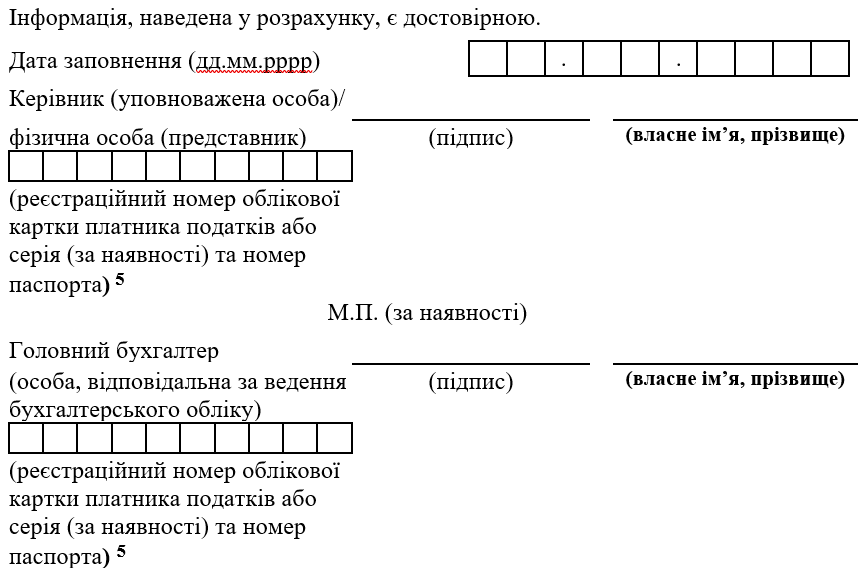 Інформація, наведена у розрахунку, є достовірною.
Дата заповнення (дд.мм.рррр) . .
Керівник (уповноважена особа)/
фізична особа (представник) (підпис) (власне ім’я, прізвище)
(реєстраційний номер облікової
картки платника податків або
серія (за наявності) та номер
паспорта) 5
М.П. (за наявності)
Головний бухгалтер
(особа, відповідальна за ведення (підпис) (власне ім’я, прізвище)
бухгалтерського обліку)
(реєстраційний номер облікової
картки платника податків або
серія (за наявності) та номер
паспорта) 5